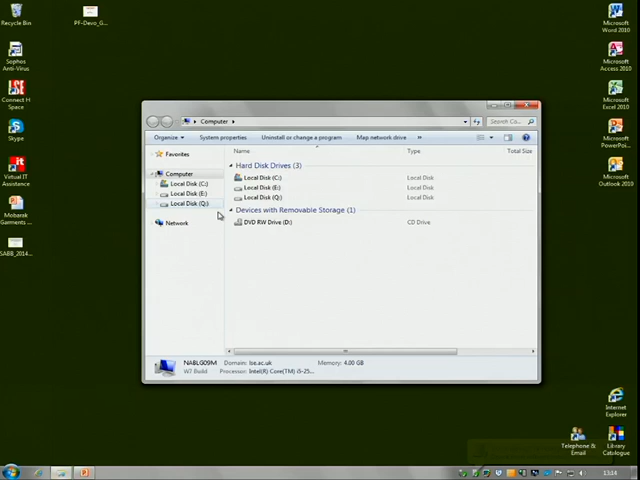 Recycle Bin
PF-Devo_G...
Sophos
Anti-Virus
Connect H
Space
Skype
Virtual IT
Assistance
Mobarak
Garments ...
SABB_2014...
Computer
Search Co...
Organize
System properties
Uninstall or change a program
Map network drive
»
Name
Type
Total Size
Favorites
Computer
Local Disk (C:)
Local Disk (E:)
Local Disk (Q:)
Network
Hard Disk Drives (3)
Local Disk (C:) Local Disk
Local Disk (E:) Local Disk
Local Disk (Q:) Local Disk
Devices with Removable Storage (1)
DVD RW Drive (D:) CD Drive
NABLG09M Domain: lse.ac.uk Memory: 4.00 GB
W7 Build Processor: Intel(R) Core(TM) i5-25...
Microsoft
Word 2010
Microsoft
Access 2010
Microsoft
Excel 2010
Microsoft
PowerPoi...
Microsoft
Outlook 2010
Internet
Explorer
Telephone &
Email
Library
Catalogue
13:14